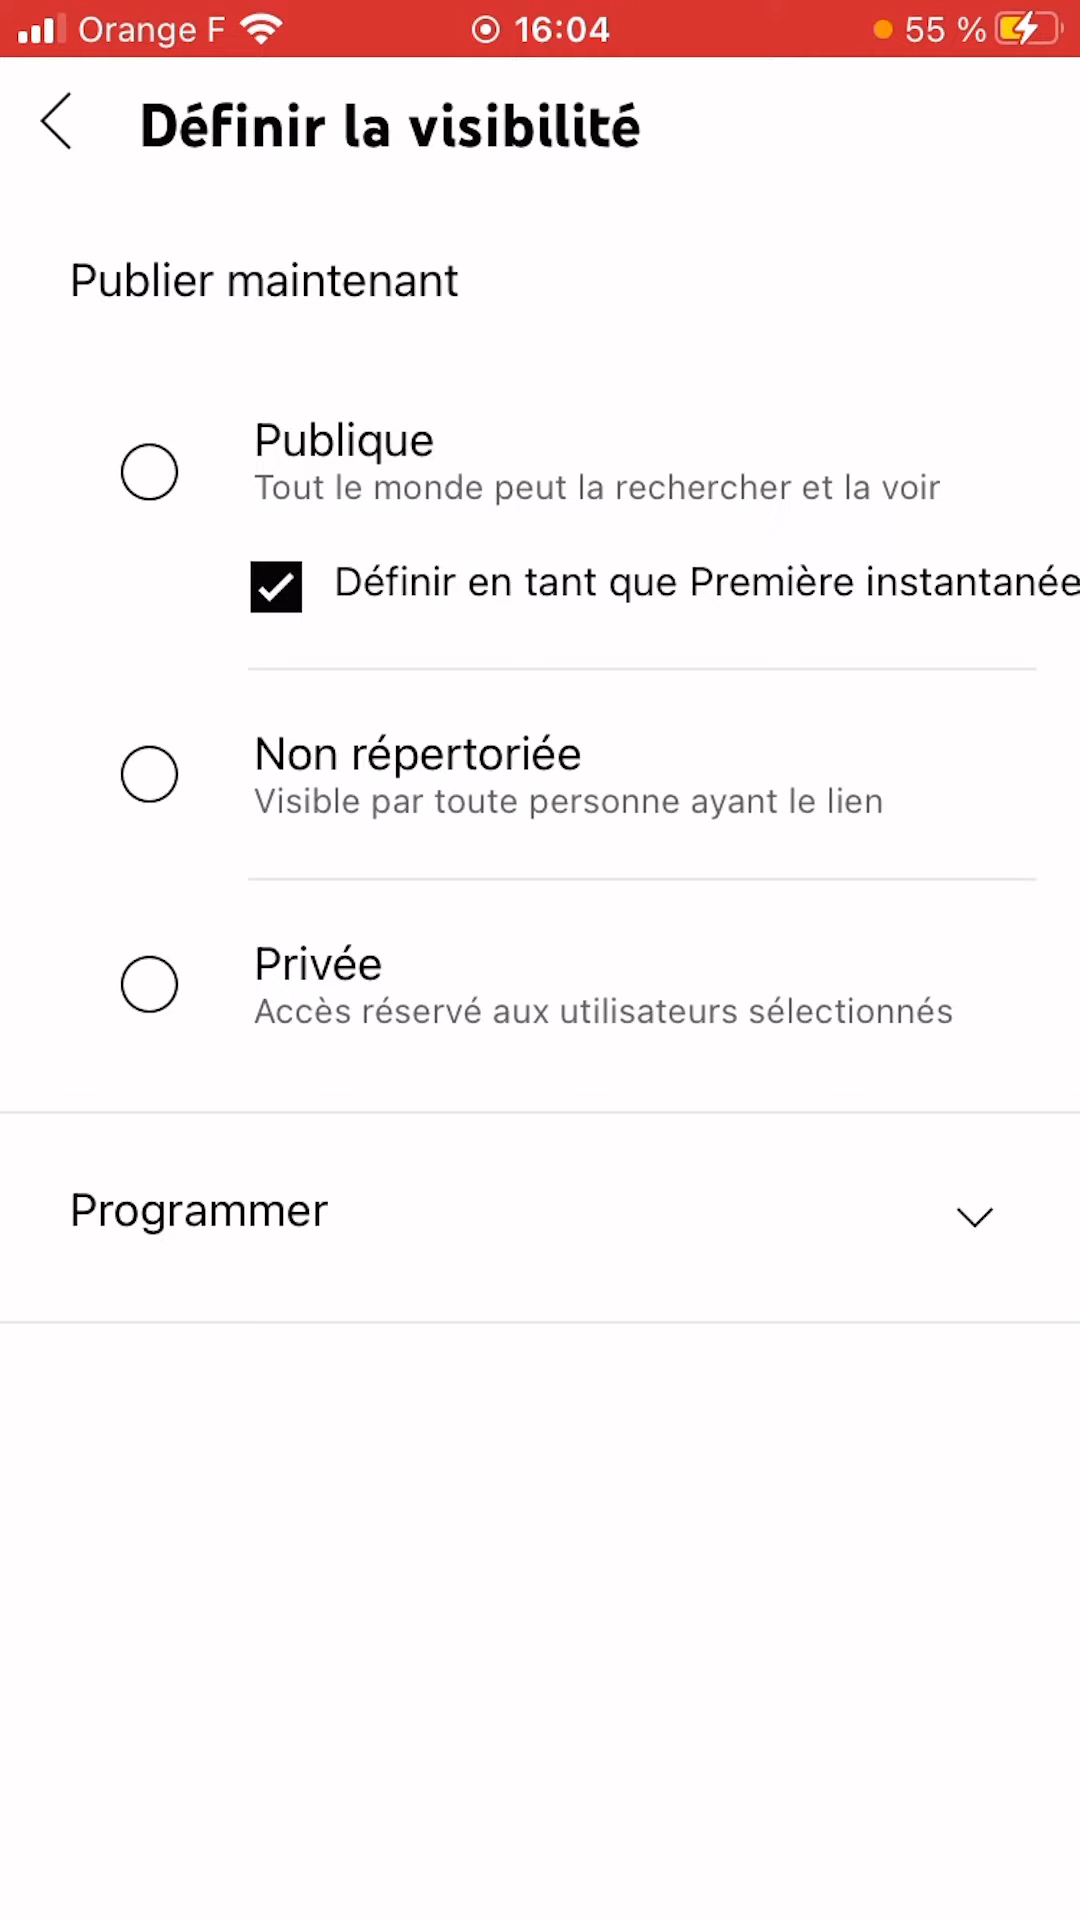 Orange F 16:04 55 %
Définir la visibilité
Publier maintenant
Publique
Tout le monde peut la rechercher et la voir
Définir en tant que Première instantanée
Non répertoriée
Visible par toute personne ayant le lien
Privée
Accès réservé aux utilisateurs sélectionnés
Programmer